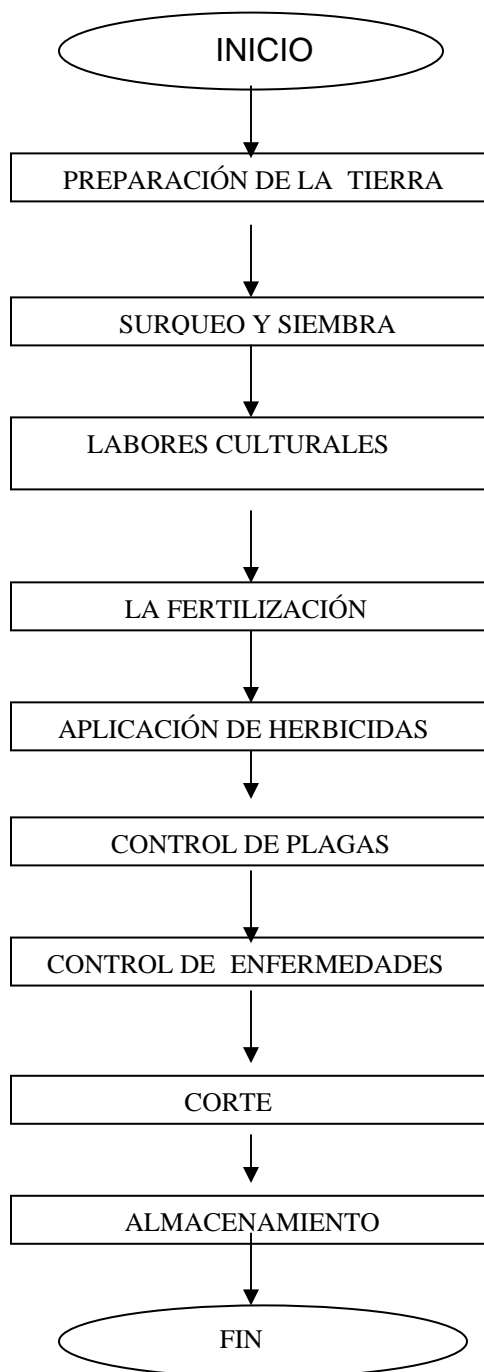 INICIO
PREPARACIÓN DE LA TIERRA
SURQUEO Y SIEMBRA
LABORES CULTURALES
LA FERTILIZACIÓN
APLICACIÓN DE HERBICIDAS
CONTROL DE PLAGAS
CONTROL DE ENFERMEDADES
CORTE
ALMACENAMIENTO
FIN